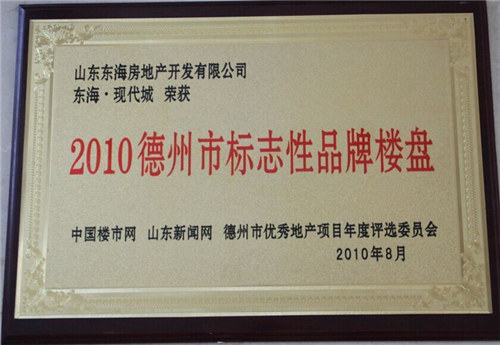 山东东海房地产开发有限公司
东海·现代城 荣获
2010德州市标志性品牌楼盘
中国楼市网 山东新闻网 德州市优秀地产项目年度评选委员会
2010年8月